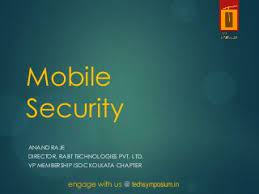 Mobile
Security
ANAND RAJE
DIRECTOR, RABT TECHNOLOGIES PVT. LTD.
VP MEMBERSHIP ISOC KOLKATA CHAPTER
engage with us @ techsymposium.in